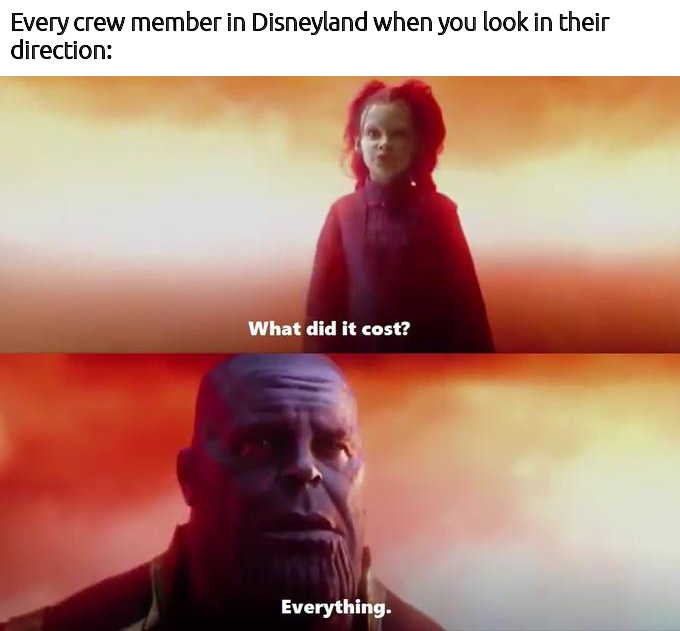 Every crew member in Disneyland when you look in their
direction:
What did it cost?
Everything.